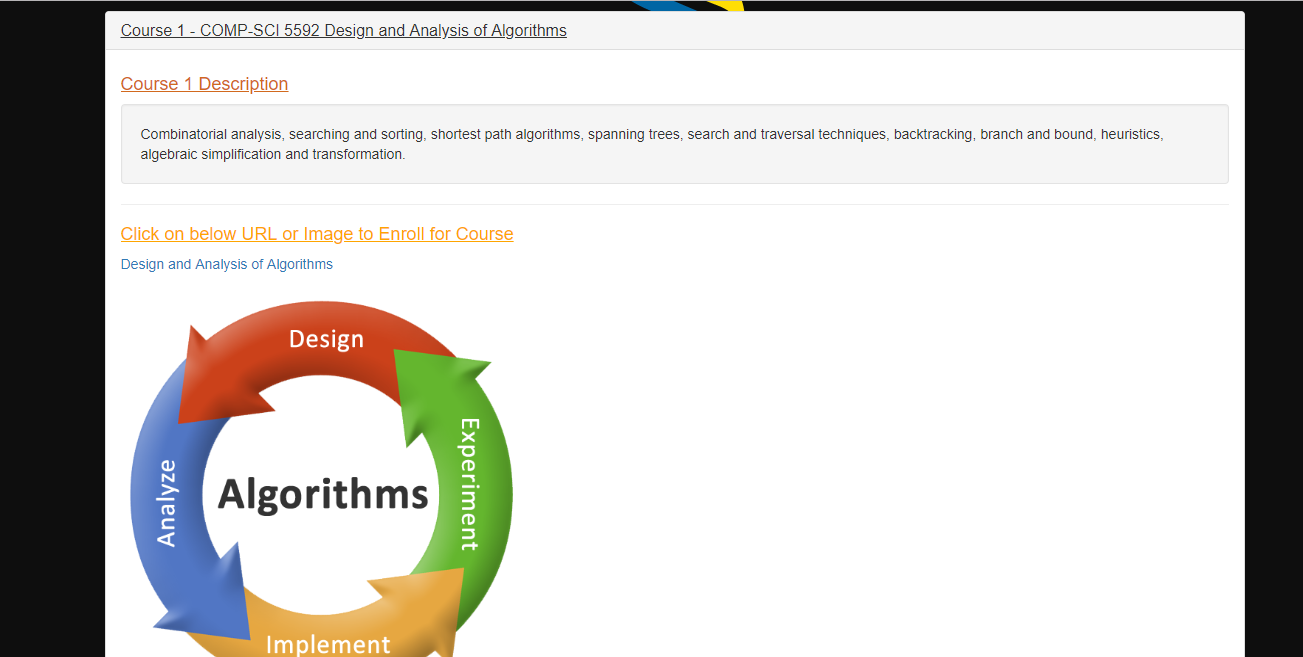 Course 1 - COMP-SCI 5592 Design and Analysis of Algorithms
Course 1 Description
Combinatorial analysis, searching and sorting, shortest path algorithms, spanning trees, search and traversal techniques, backtracking, branch and bound, heuristics,
algebraic simplification and transformation.
Click on below URL or Image to Enroll for Course
Design and Analysis of Algorithms
Design
Experiment
Analyze
Algorithms
Implement